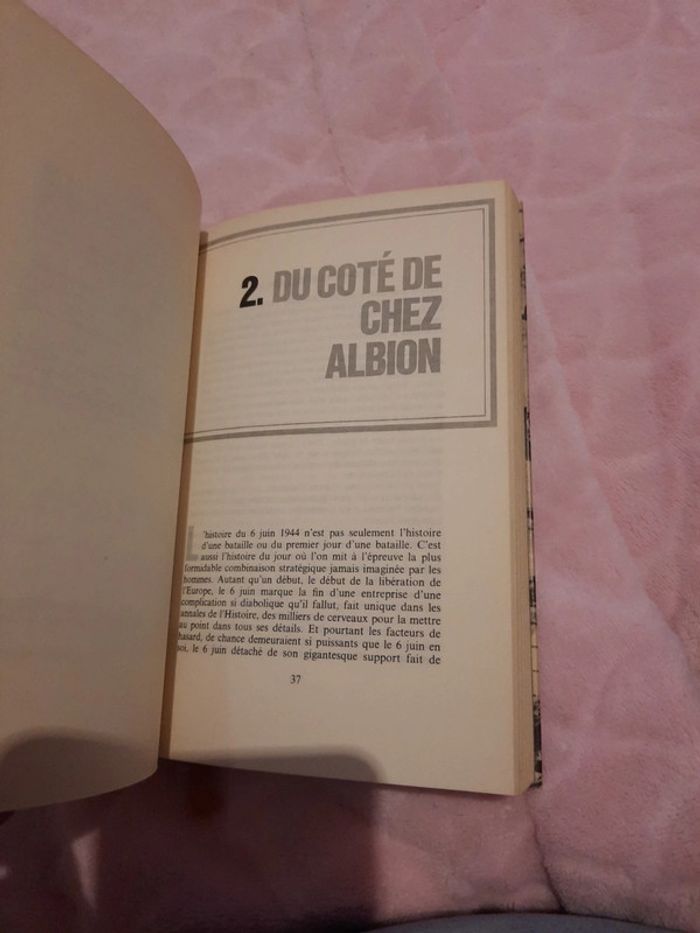 2. DU COTÉ DE
CHEZ
ALBION
L'histoire du 6 juin 1944 n'est pas seulement l'histoire
d'une bataille ou du premier jour d'une bataille. C'est
aussi l'histoire du jour où l'on mit à l'épreuve la plus
formidable combinaison stratégique jamais imaginée par les
hommes. Autant qu'un début, le début de la libération de
l'Europe, le 6 juin marque la fin d'une entreprise d'une
complication si diabolique qu'il fallut, fait unique dans les
annales de l'Histoire, des milliers de cerveaux pour la mettre
au point dans tous ses détails. Et pourtant les facteurs de
hasard, de chance demeuraient si puissants que le 6 juin en
soi, le 6 juin détaché de son gigantesque support fait de
37